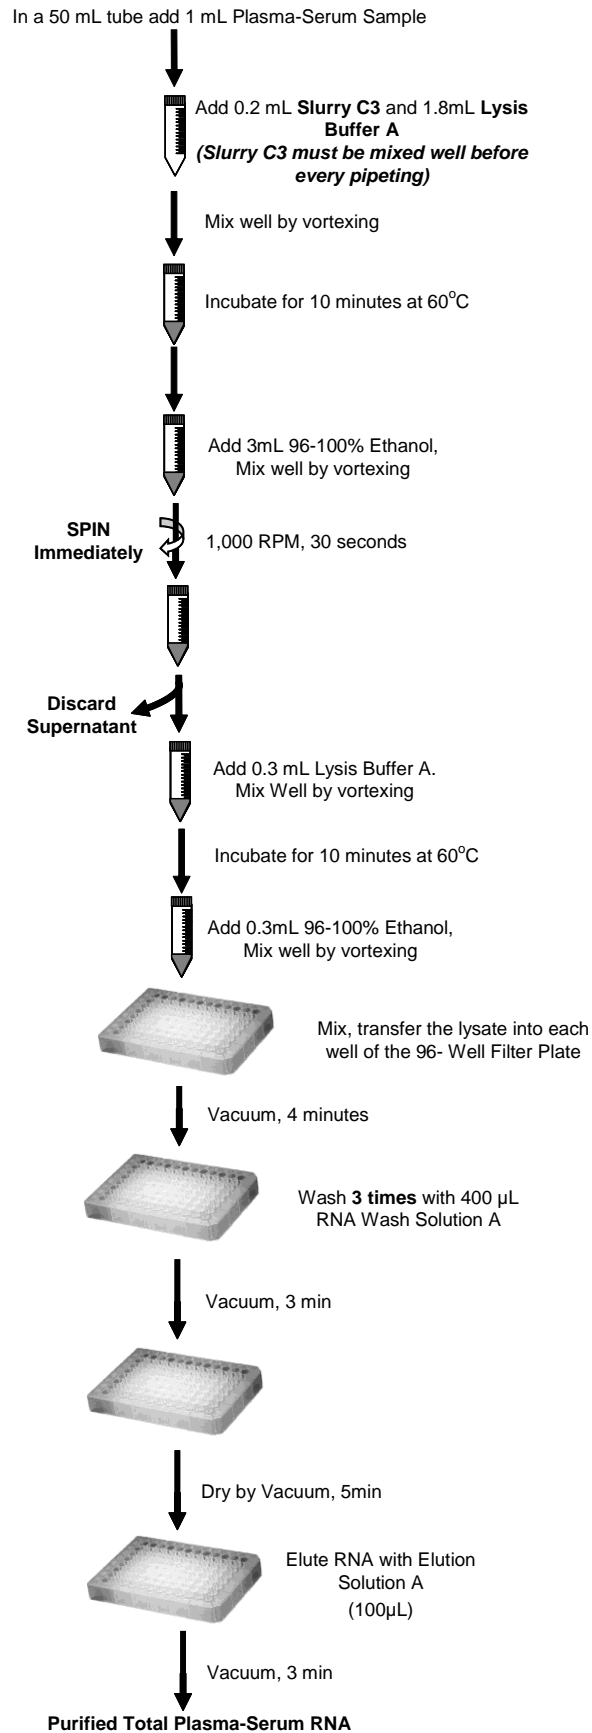 In a 50 mL tube add 1 mL Plasma-Serum Sample
Add 0.2 mL Slurry C3 and 1.8mL Lysis
Buffer A
(Slurry C3 must be mixed well before
every pipeting)
Mix well by vortexing
Incubate for 10 minutes at 60°C
Add 3mL 96-100% Ethanol,
Mix well by vortexing
SPIN
Immediately
1,000 RPM, 30 seconds
Discard
Supernatant
Add 0.3 mL Lysis Buffer A.
Mix Well by vortexing
Incubate for 10 minutes at 60°C
Add 0.3mL 96-100% Ethanol,
Mix well by vortexing
Mix, transfer the lysate into each
well of the 96- Well Filter Plate
Vacuum, 4 minutes
Wash 3 times with 400 µL
RNA Wash Solution A
Vacuum, 3 min
Dry by Vacuum, 5min
Elute RNA with Elution
Solution A
(100µL)
Vacuum, 3 min
Purified Total Plasma-Serum RNA